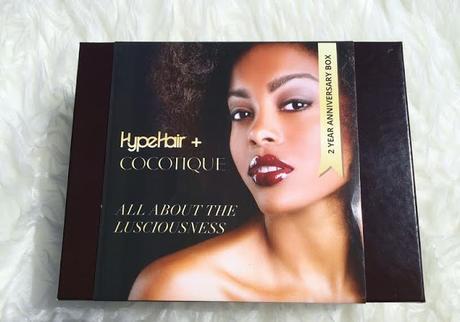 HypeHair +
COCOTIQUE
ALL ABOUT THE
LUSCIOUSNESS
2 YEAR ANNIVERSARY BOX